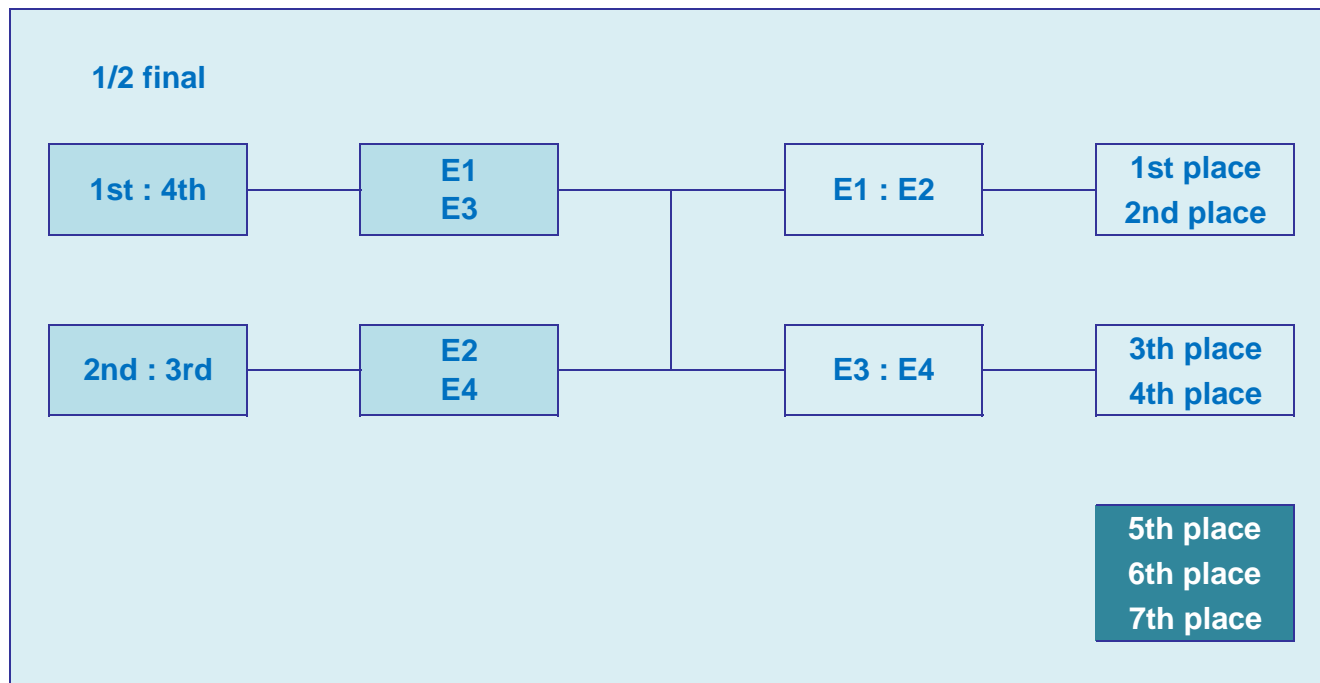 1/2 final
1st : 4th
E1
E3
E1 : E2
1st place
2nd place
2nd : 3rd
E2
E4
E3 : E4
3th place
4th place
5th place
6th place
7th place